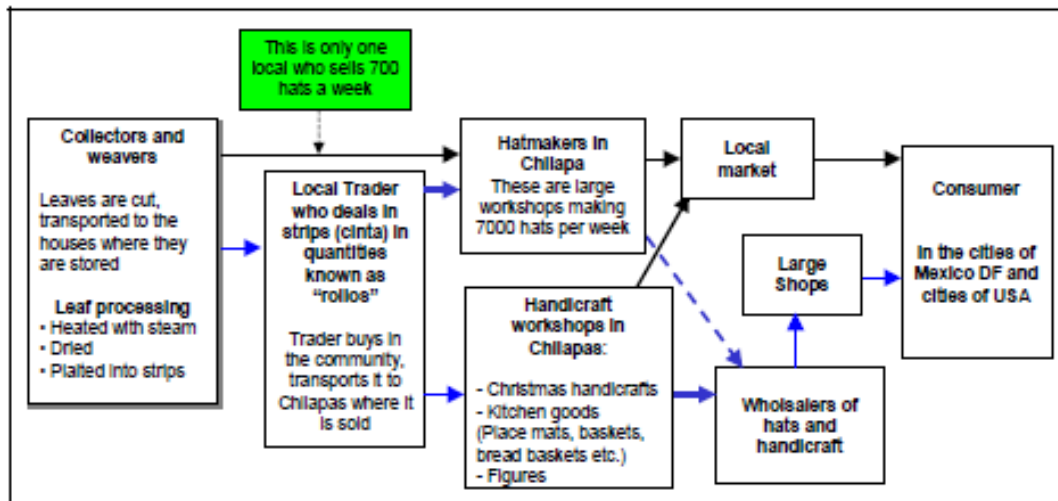 This is only one
local who sells 700
hats a week
Collectors and
weavers
Leaves are cut,
transported to the
houses where they
are stored
Leaf processing
• Heated with steam
• Dried
• Plaited into strips
Local Trader
who deals in
strips (cinta) in
quantities
known as
“rollos”
Trader buys in
the community,
transports it to
Chilapas where it
is sold
Hatmakers in
Chilapa
These are large
workshops making
7000 hats per week
Handicraft
workshops in
Chilapas:
- Christmas handicrafts
- Kitchen goods
(Place mats, baskets,
bread baskets etc.)
- Figures
Local
market
Large
Shops
Wholsalers of
hats and
handicraft
Consumer
In the cities of
Mexico DF and
cities of USA